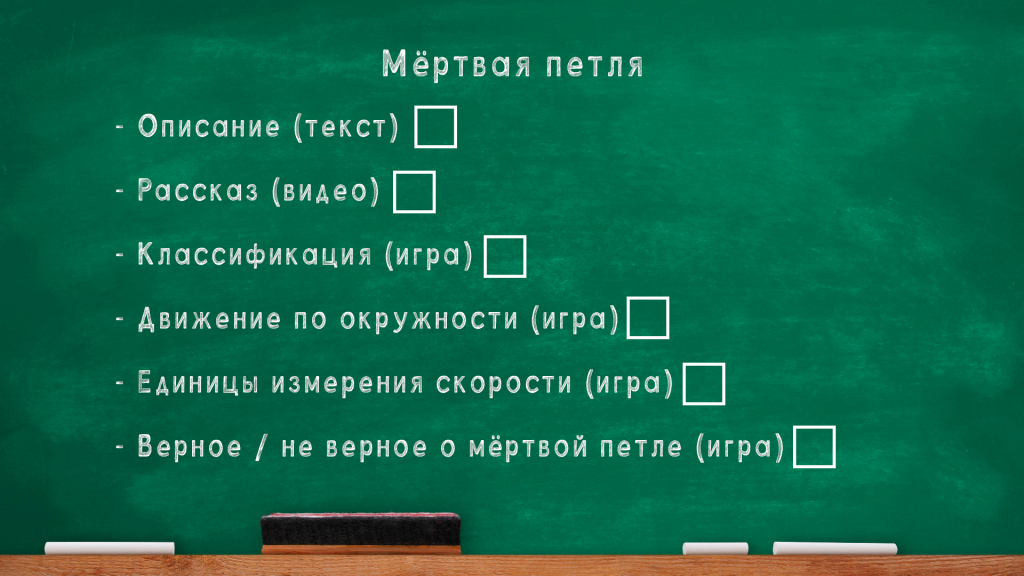 Мёртвая петля
- Описание (текст)
- Рассказ (видео)
- Классификация (игра)
- Движение по окружности (игра)
- Единицы измерения скорости (игра)
- Верное / не верное о мёртвой петле (игра)